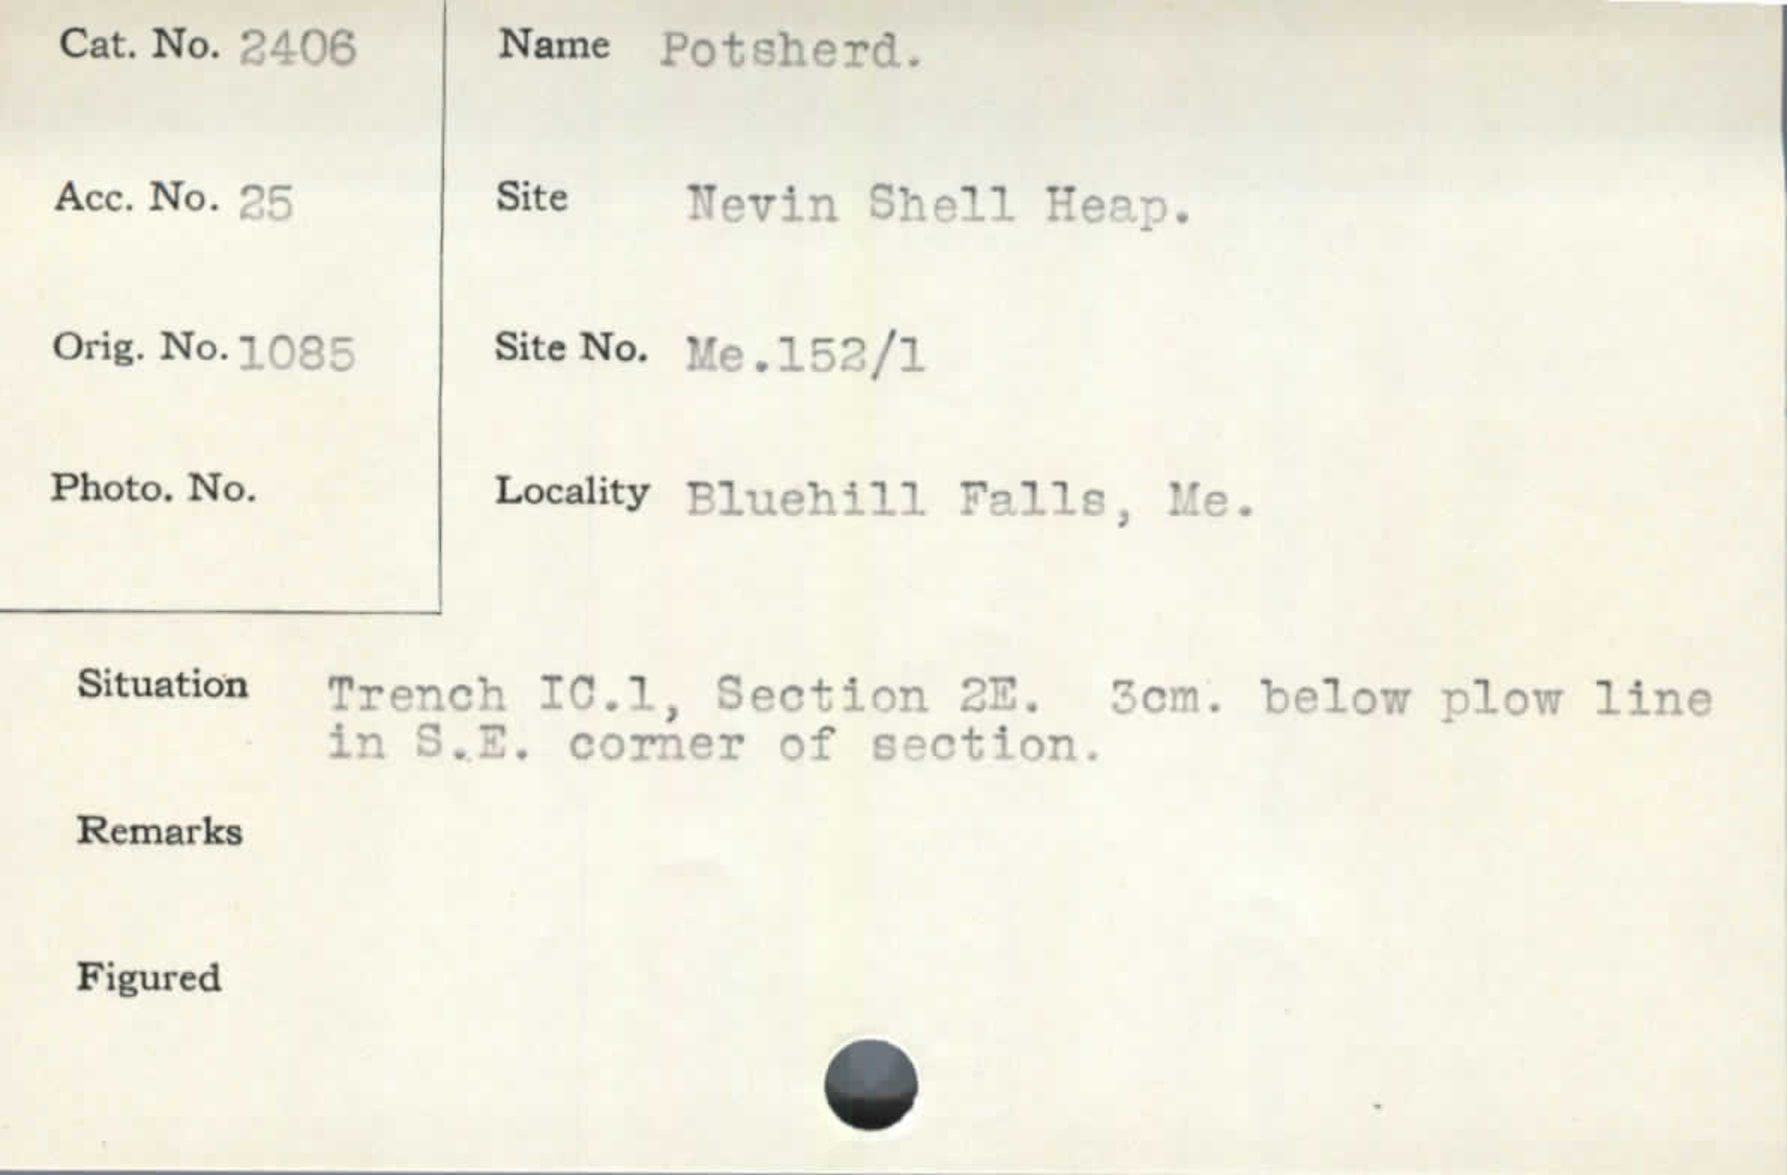 Cat. No. 2406
Name Potsherd.
Acc. No. 25
Site Nevin Shell Heap.
Orig. No. 1085
Site No. Me.152/1
Photo. No.
Locality Bluehill Falls, Me.
Situation Trench IC.1, Section 2E. 3cm. below plow line
in S.E. corner of section.
Remarks
Figured